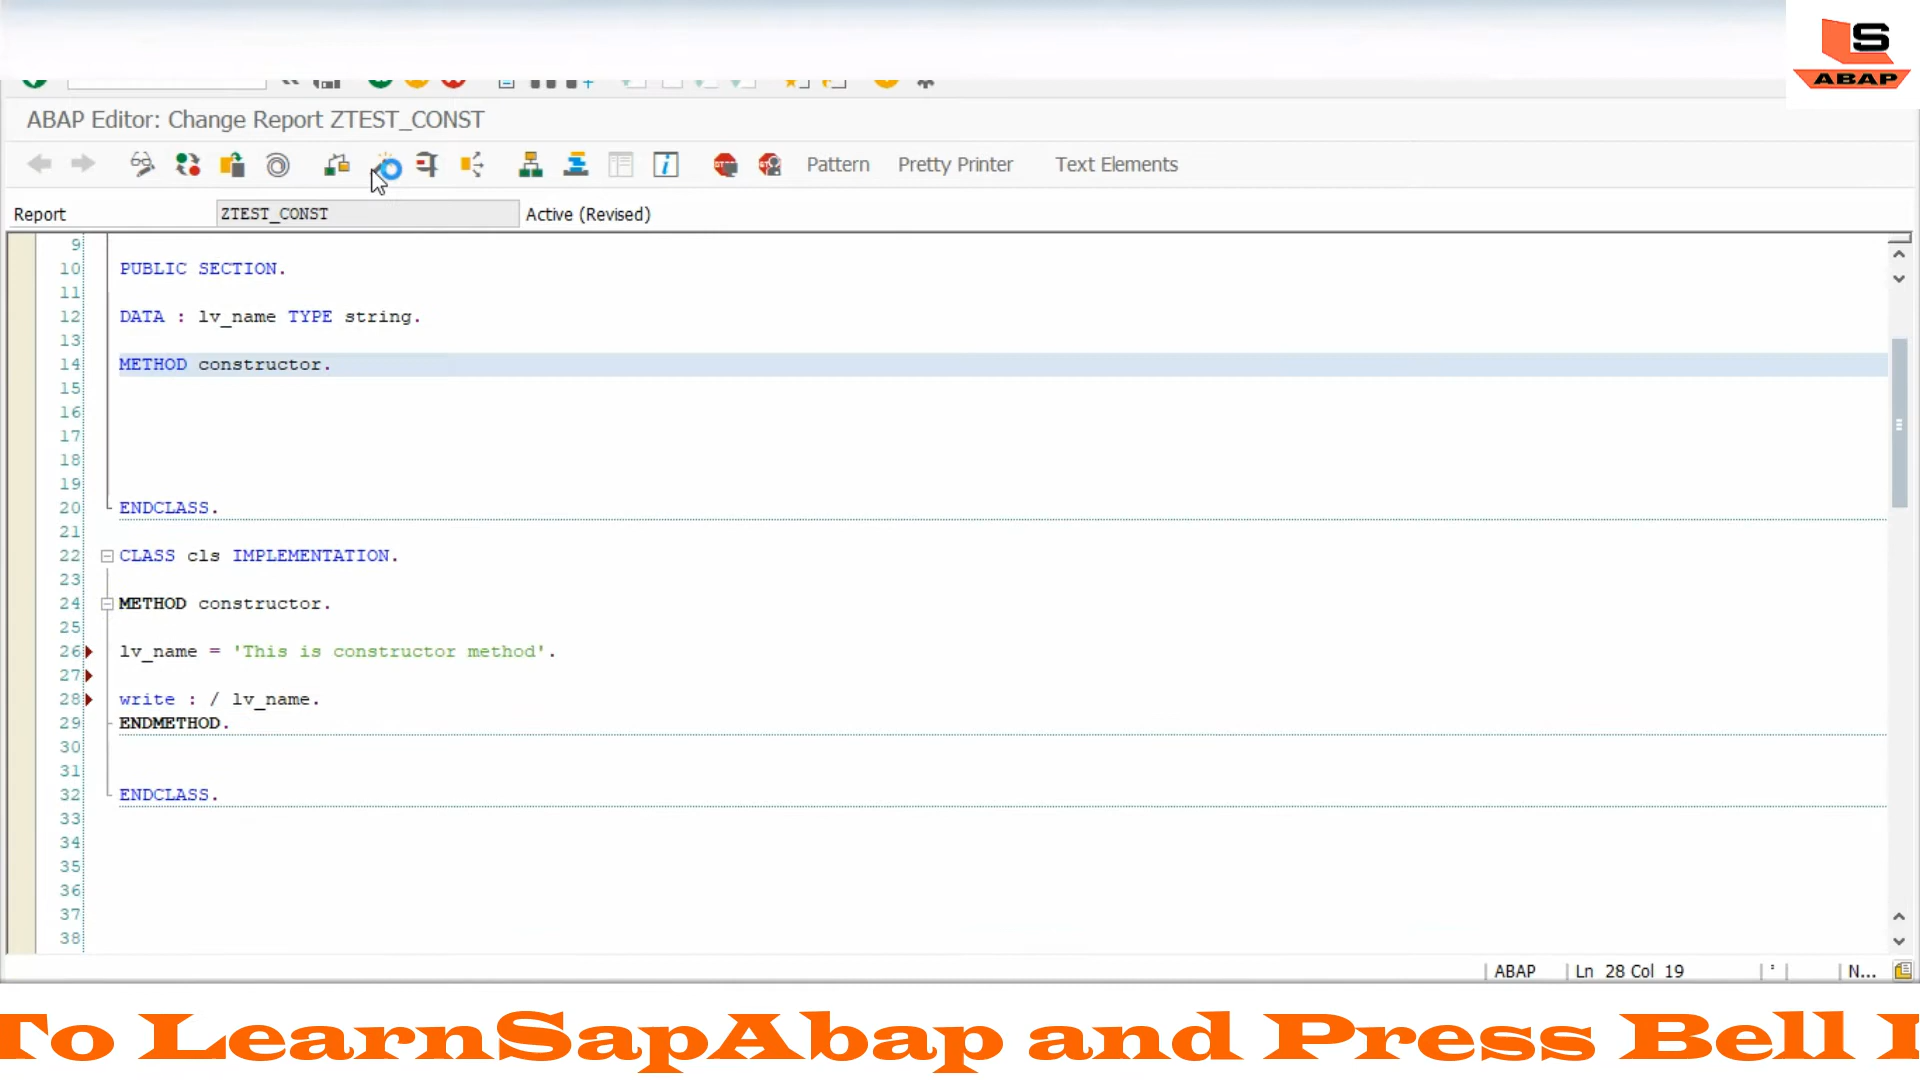 S
ABAP
ABAP Editor: Change Report ZTEST_CONST
Pattern Pretty Printer Text Elements
Report ZTEST_CONST Active (Revised)
9
10 PUBLIC SECTION.
11
12 DATA : lv_name TYPE string.
13
14 METHOD constructor.
15
16
17
18
19
20 ENDCLASS.
21
22 CLASS cls IMPLEMENTATION.
23
24 METHOD constructor.
25
26 lv_name = 'This is constructor method'.
27
28 write : / lv_name.
29 ENDMETHOD.
30
31
32 ENDCLASS.
33
34
35
36
37
38
ABAP Ln 28 Col 19 N...
To LearnSapAbap and Press Bell I